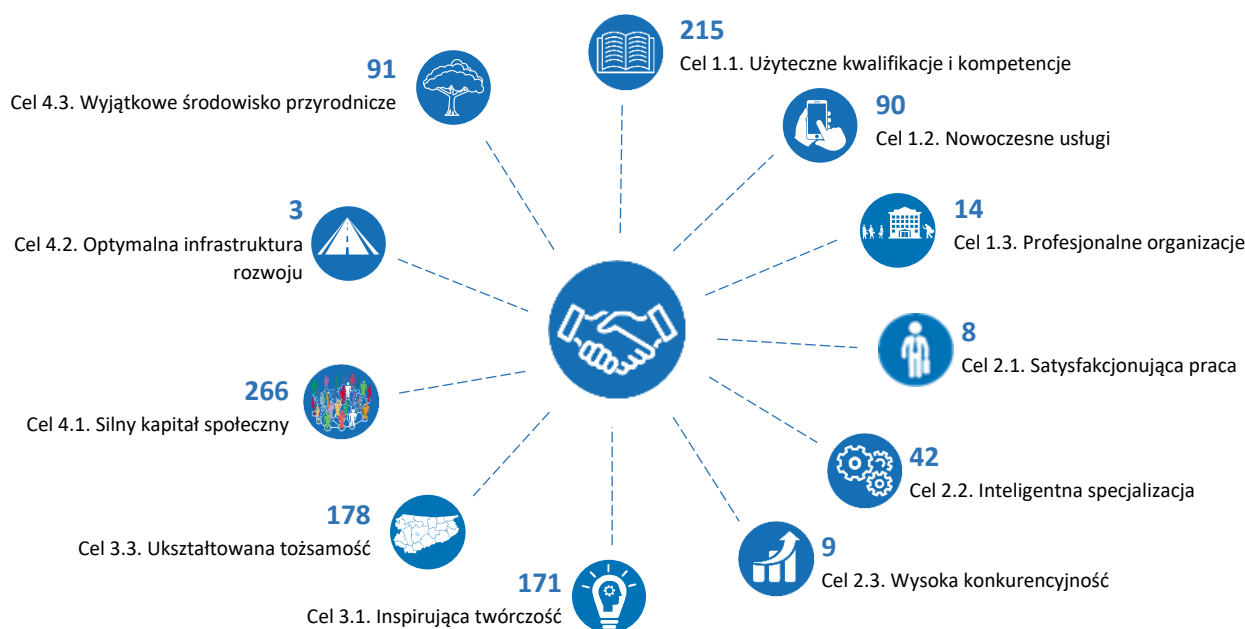 215
Cel 1.1. Użyteczne kwalifikacje i kompetencje
90
Cel 1.2. Nowoczesne usługi
14
Cel 1.3. Profesjonalne organizacje
8
Cel 2.1. Satysfakcjonująca praca
42
Cel 2.2. Inteligentna specjalizacja
9
Cel 2.3. Wysoka konkurencyjność
171
Cel 3.1. Inspirująca twórczość
178
Cel 3.3. Ukształtowana tożsamość
266
Cel 4.1. Silny kapitał społeczny
3
Cel 4.2. Optymalna infrastruktura
rozwoju
91
Cel 4.3. Wyjątkowe środowisko przyrodnicze